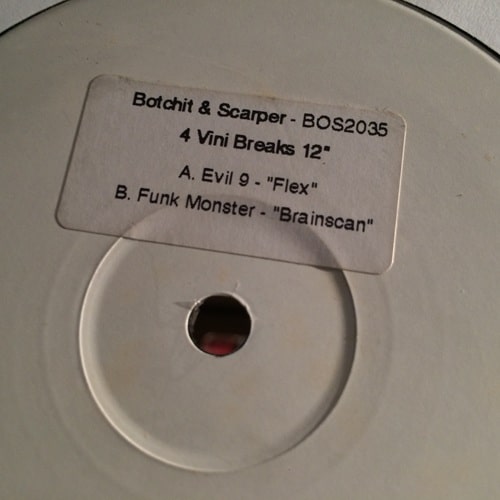 Botchit & Scarper - BOS2035
4 Vini Breaks 12"
A. Evil 9 - "Flex"
B. Funk Monster - "Brainscan"